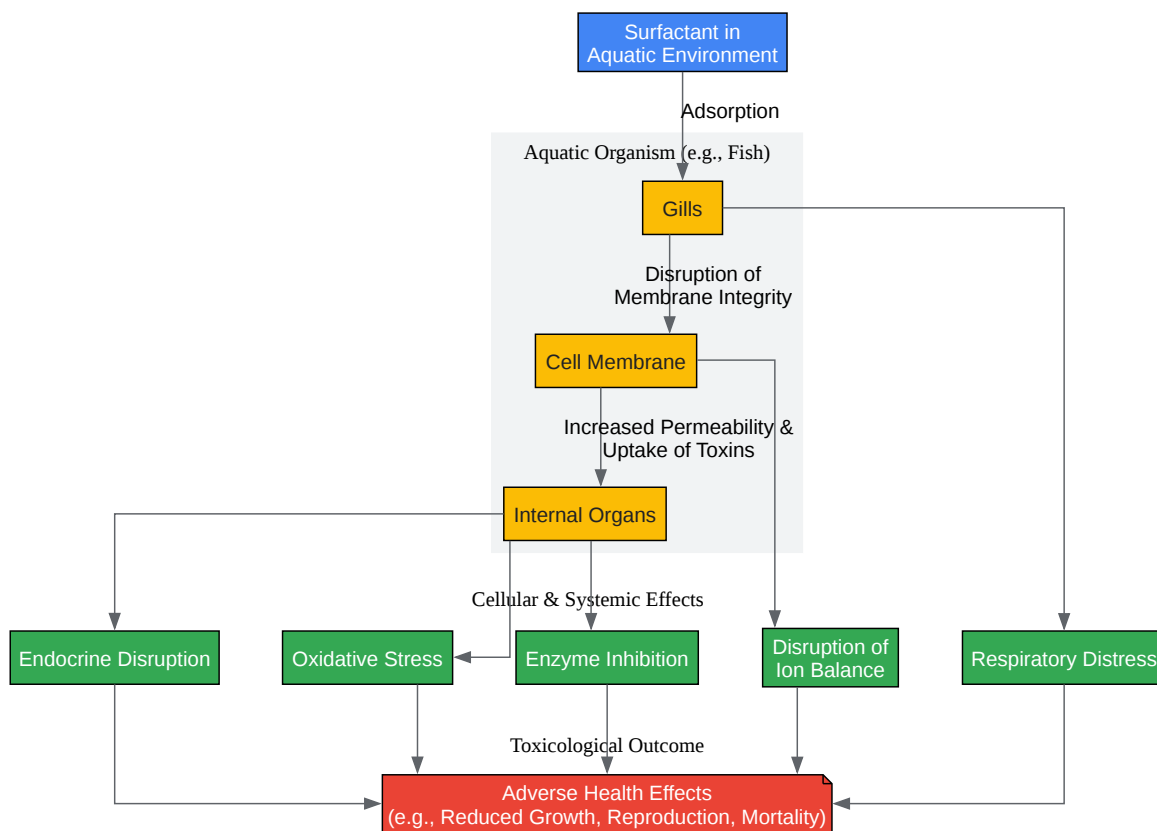 Surfactant in
Aquatic Environment
Adsorption
Aquatic Organism (e.g., Fish)
Gills
Disruption of
Membrane Integrity
Cell Membrane
Increased Permeability &
Uptake of Toxins
Internal Organs
Cellular & Systemic Effects
Endocrine Disruption
Oxidative Stress
Enzyme Inhibition
Disruption of
Ion Balance
Respiratory Distress
Toxicological Outcome
Adverse Health Effects
(e.g., Reduced Growth, Reproduction, Mortality)